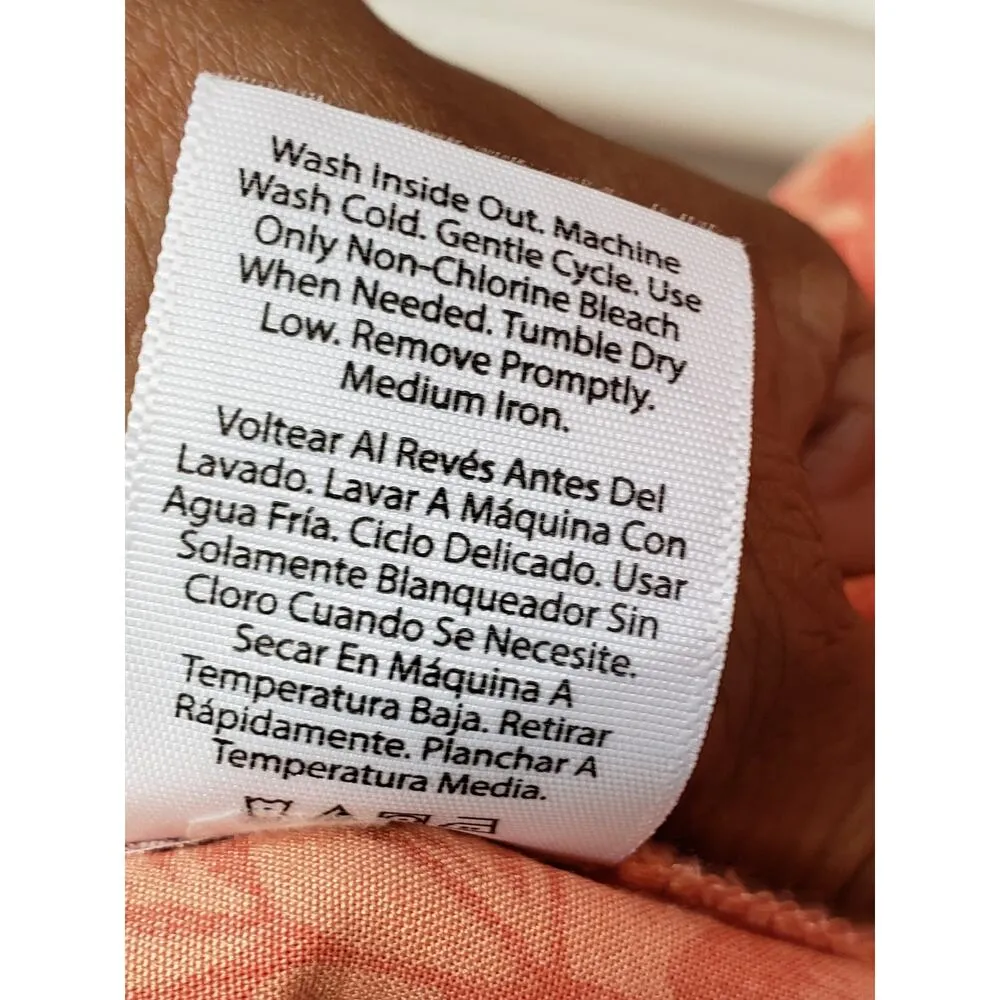 Wash Inside Out. Machine
Wash Cold. Gentle Cycle. Use
Only Non-Chlorine Bleach
When Needed. Tumble Dry
Low. Remove Promptly.
Medium Iron.
Voltear Al Revés Antes Del
Lavado. Lavar A Máquina Con
Agua Fría. Ciclo Delicado. Usar
Solamente Blanqueador Sin
Cloro Cuando Se Necesite.
Secar En Máquina A
Temperatura Baja. Retirar
Rápidamente. Planchar A
Temperatura Media.